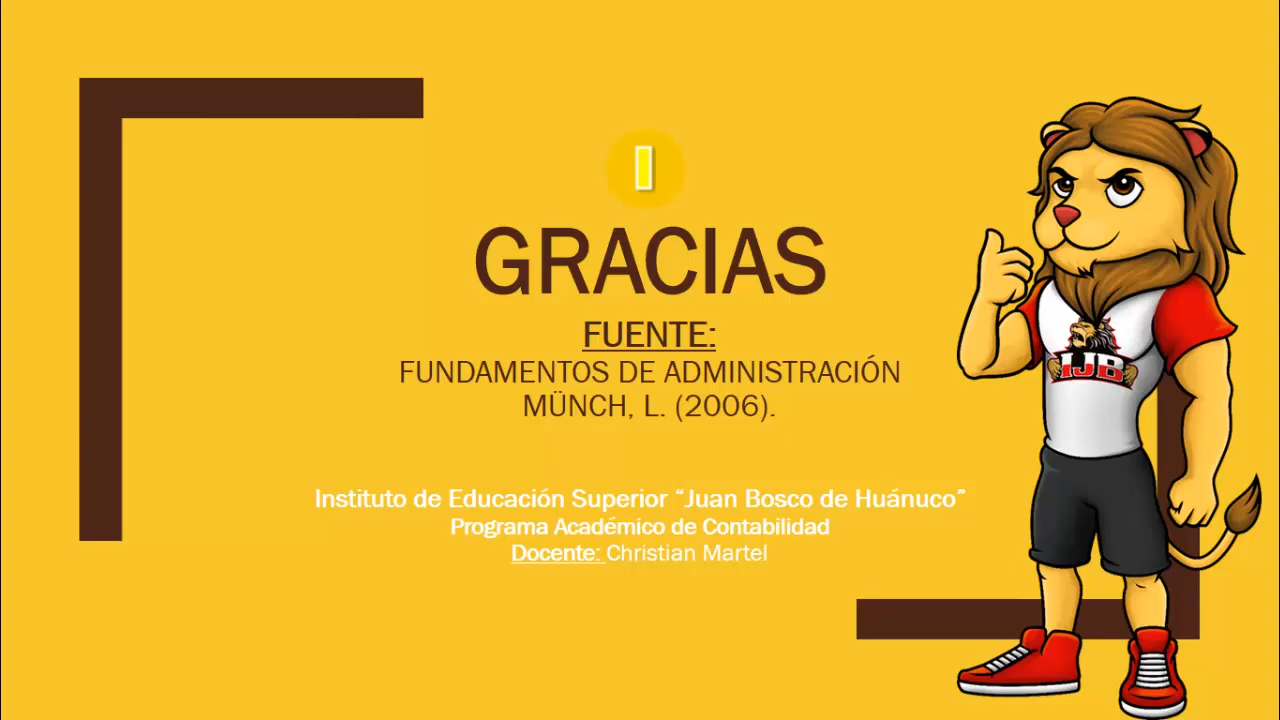 GRACIAS
FUENTE:
FUNDAMENTOS DE ADMINISTRACIÓN
MÜNCH, L. (2006).
IJB
Instituto de Educación Superior “Juan Bosco de Huánuco”
Programa Académico de Contabilidad
Docente: Christian Martel